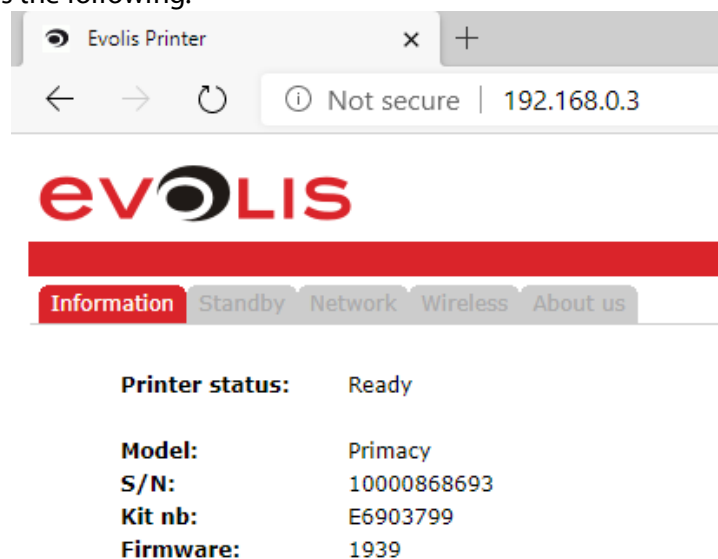 s the following:
Evolis Printer
Not secure | 192.168.0.3
evolis
Information Standby Network Wireless About us
Printer status: Ready
Model: Primacy
S/N: 10000868693
Kit nb: E6903799
Firmware: 1939